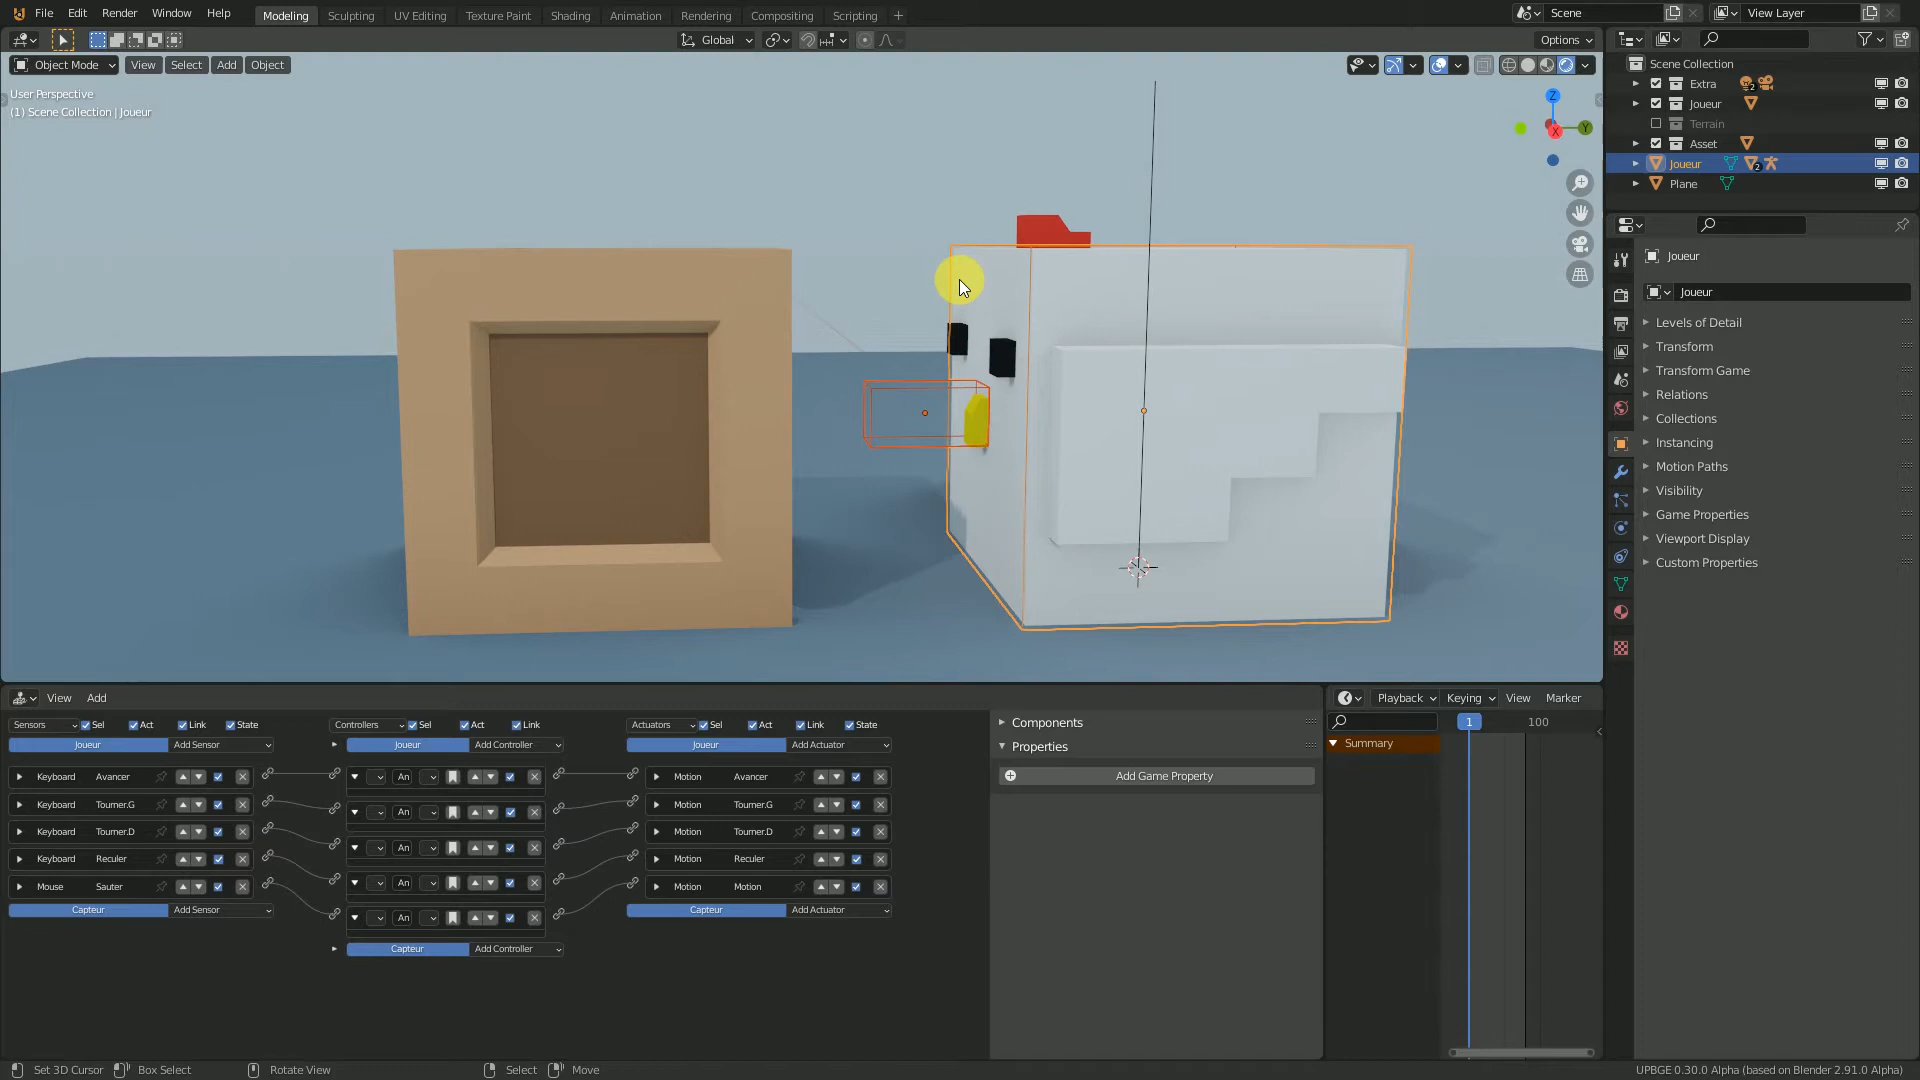 File Edit Render Window Help Modeling Sculpting UV Editing Texture Paint Shading Animation Rendering Compositing Scripting Scene View Layer
Global Options
Object Mode View Select Add Object
User Perspective
(1) Scene Collection | Joueur
Z
Y
X
Scene Collection
Extra 2
Joueur
Terrain
Asset
Joueur 2
Plane
Joueur
Joueur
Levels of Detail
Transform
Transform Game
Relations
Collections
Instancing
Motion Paths
Visibility
Game Properties
Viewport Display
Custom Properties
View Add
Sensors Sel Act Link State Controllers Sel Act Link Actuators Sel Act Link State
Joueur Add Sensor Joueur Add Controller Joueur Add Actuator
Keyboard Avancer An Motion Avancer
Keyboard Tourner.G An Motion Tourner.G
Keyboard Tourner.D An Motion Tourner.D
Keyboard Reculer An Motion Reculer
Mouse Sauter An Motion Motion
Capteur Add Sensor Capteur Add Controller Capteur Add Actuator
Components
Properties
Add Game Property
Playback Keying View Marker
1 100
Summary
Set 3D Cursor Box Select Rotate View Select Move UPBGE 0.30.0 Alpha (based on Blender 2.91.0 Alpha)